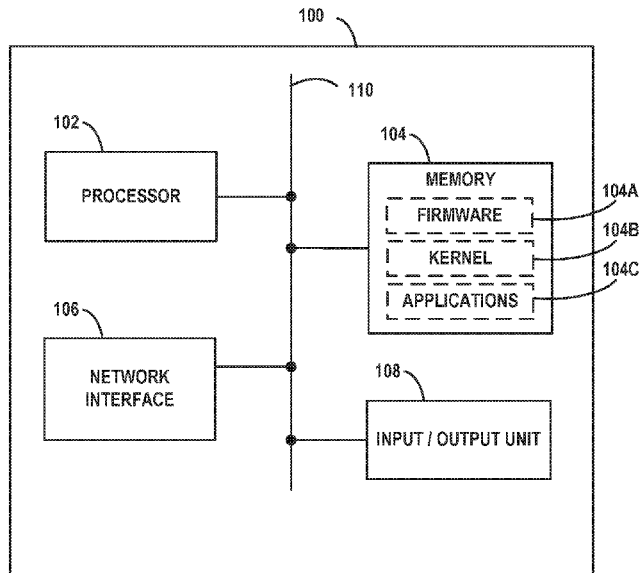 100
110
102
PROCESSOR
104
MEMORY
FIRMWARE
KERNEL
APPLICATIONS
104A
104B
104C
106
NETWORK
INTERFACE
108
INPUT / OUTPUT UNIT